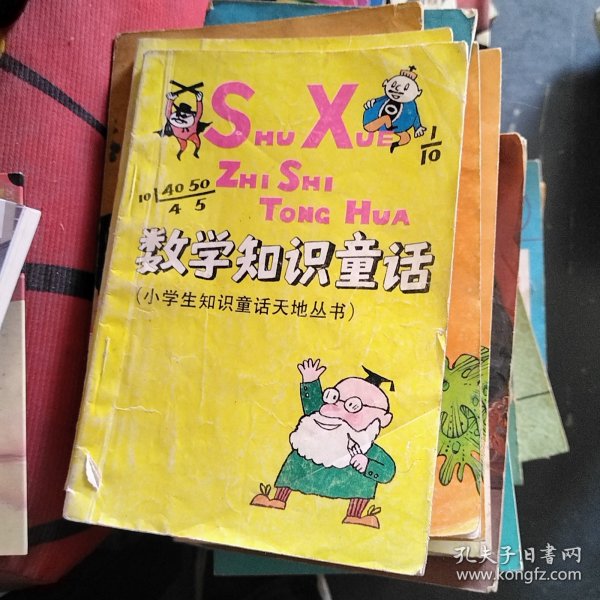 SHU XUE
ZHI SHI
TONG HUA
1
10
10 40 50
4 5
数学知识童话
(小学生知识童话天地丛书)
孔夫子旧书网
www.kongfz.com